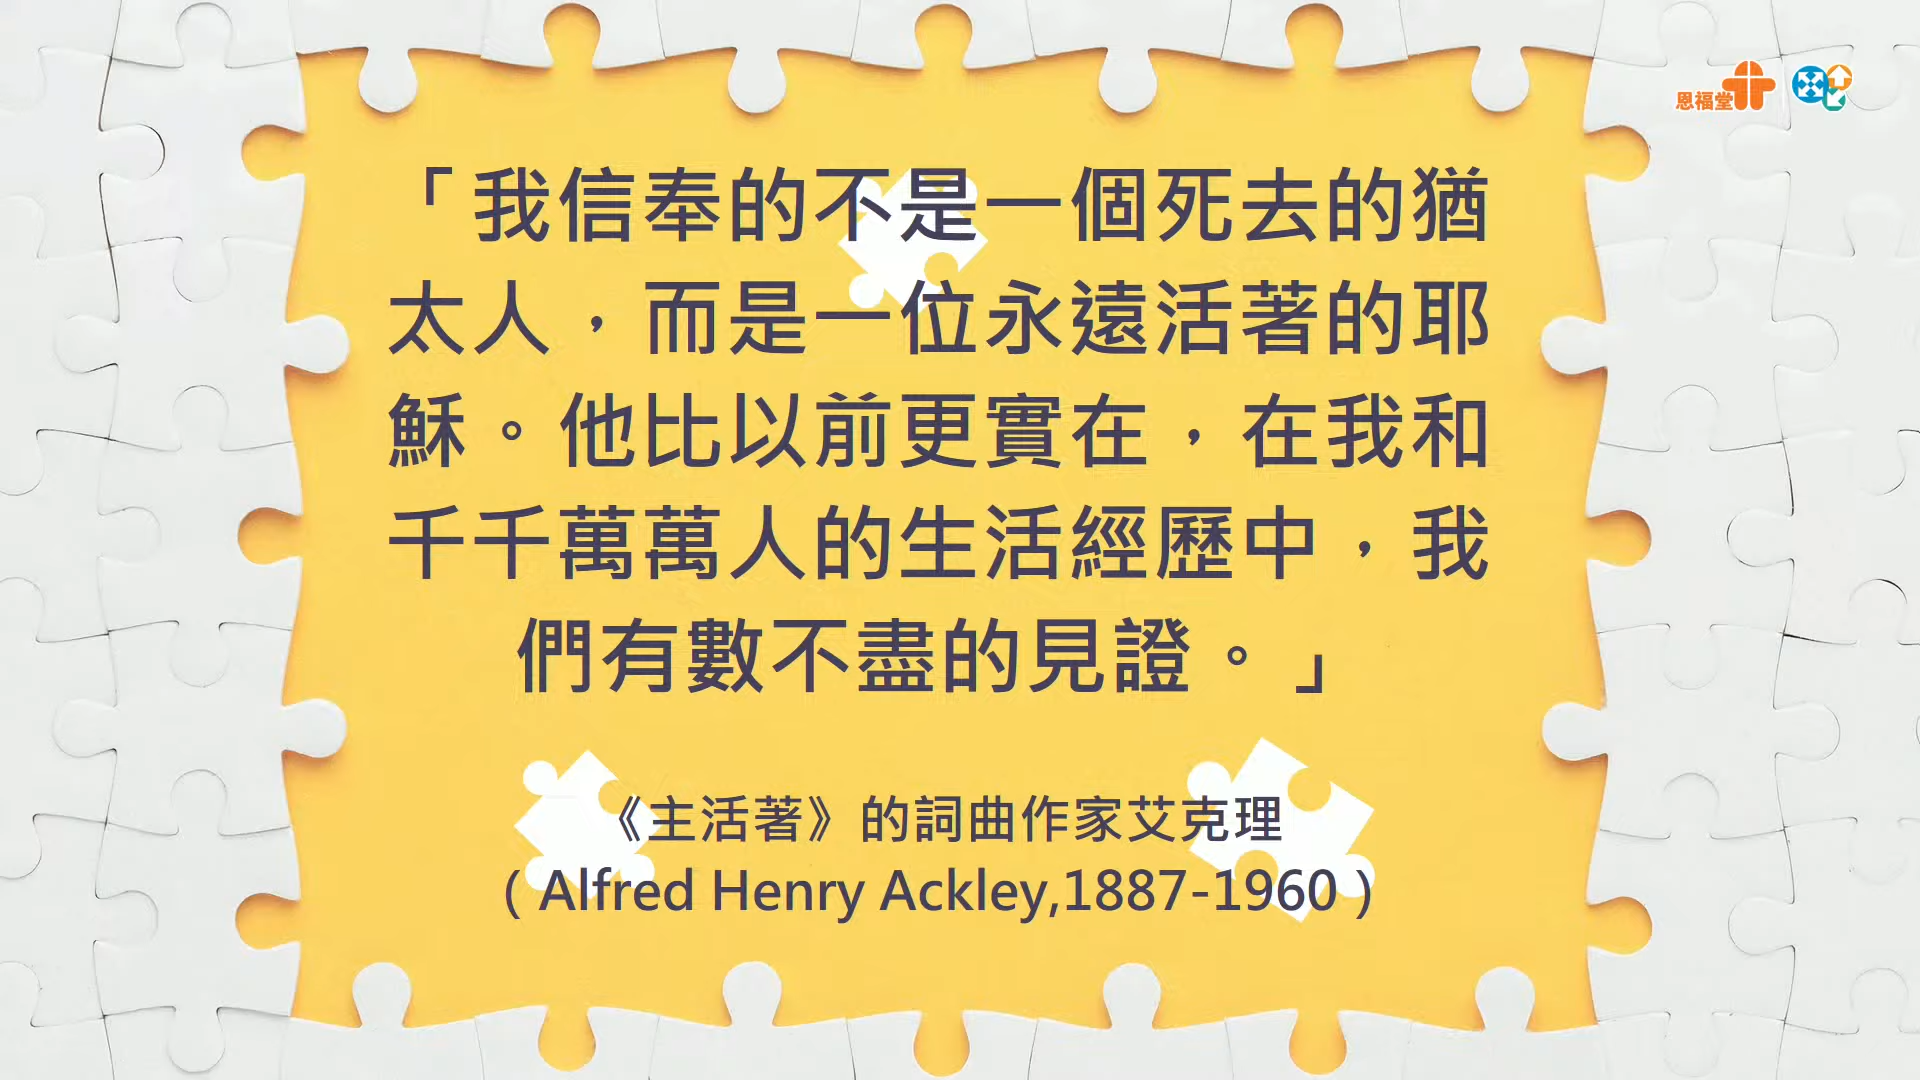 恩福堂
「我信奉的不是一個死去的猶
太人，而是一位永遠活著的耶
穌。他比以前更實在，在我和
千千萬萬人的生活經歷中，我
們有數不盡的見證。」
《主活著》的詞曲作家艾克理
（Alfred Henry Ackley,1887-1960）